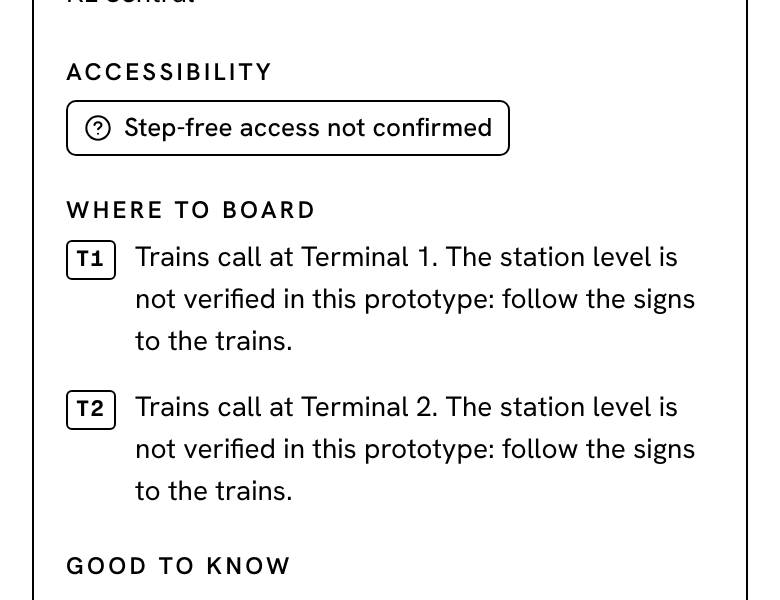 ACCESSIBILITY
Step-free access not confirmed
WHERE TO BOARD
T1 Trains call at Terminal 1. The station level is
not verified in this prototype: follow the signs
to the trains.
T2 Trains call at Terminal 2. The station level is
not verified in this prototype: follow the signs
to the trains.
GOOD TO KNOW